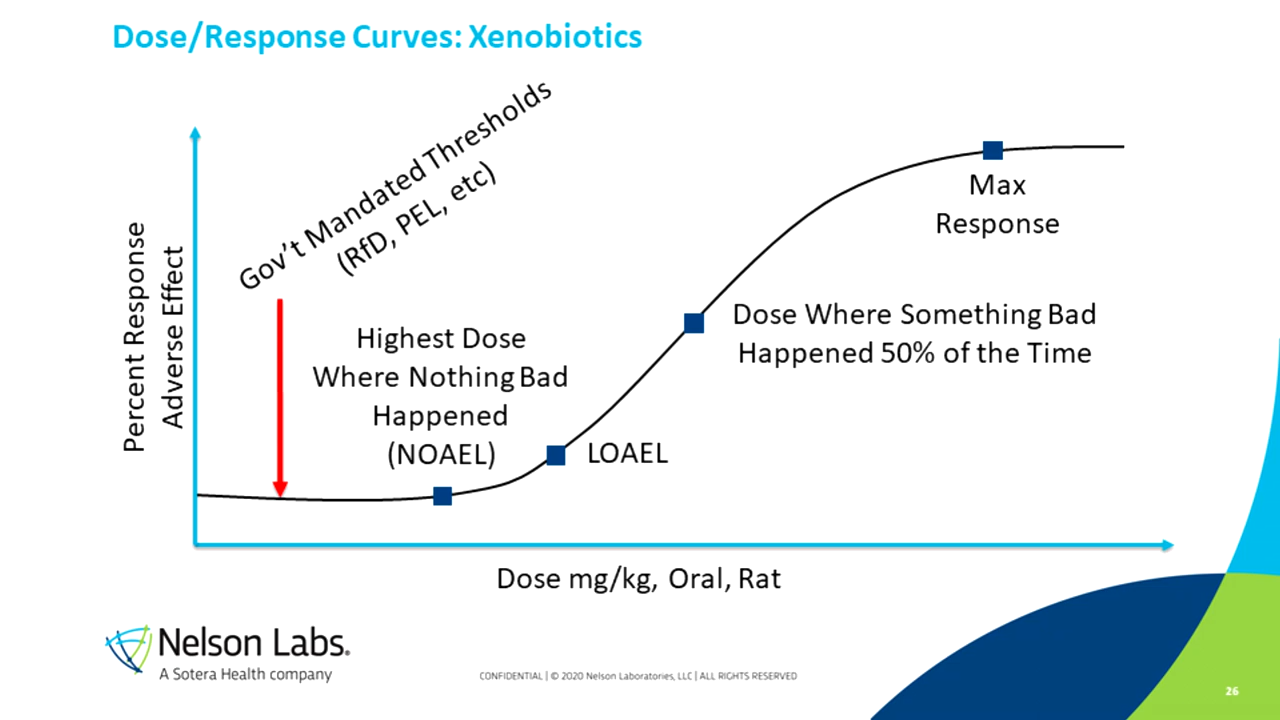 Dose/Response Curves: Xenobiotics
Gov't Mandated Thresholds
(RfD, PEL, etc)
Percent Response
Adverse Effect
Highest Dose
Where Nothing Bad
Happened
(NOAEL)
LOAEL
Dose Where Something Bad
Happened 50% of the Time
Max
Response
Dose mg/kg, Oral, Rat
Nelson Labs®
A Sotera Health company
CONFIDENTIAL | © 2020 Nelson Laboratories, LLC | ALL RIGHTS RESERVED
26